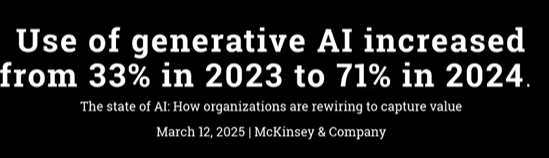 Use of generative AI increased
from 33% in 2023 to 71% in 2024.
The state of AI: How organizations are rewiring to capture value
March 12, 2025 | McKinsey & Company